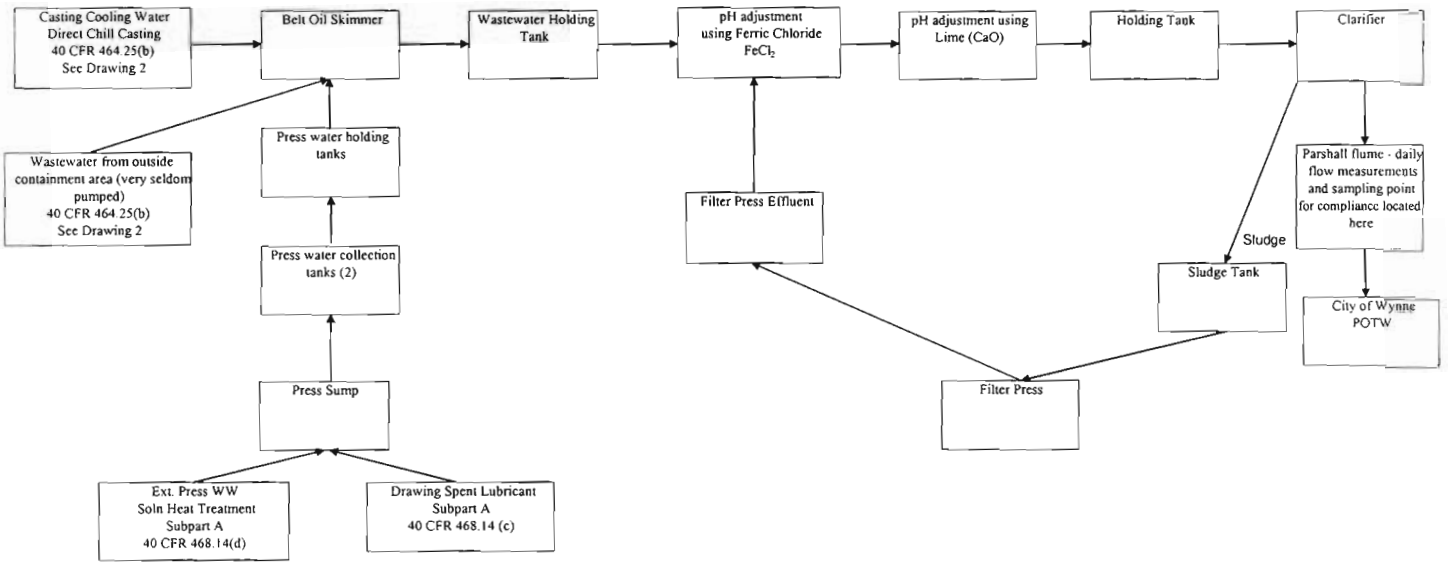 Casting Cooling Water
Direct Chill Casting
40 CFR 464.25(b)
See Drawing 2
Belt Oil Skimmer
Wastewater Holding
Tank
pH adjustment
using Ferric Chloride
FeCl₂
pH adjustment using
Lime (CaO)
Holding Tank
Clarifier
Wastewater from outside
containment area (very seldom
pumped)
40 CFR 464.25(b)
See Drawing 2
Press water holding
tanks
Press water collection
tanks (2)
Press Sump
Ext. Press WW
Soln Heat Treatment
Subpart A
40 CFR 468.14(d)
Drawing Spent Lubricant
Subpart A
40 CFR 468.14 (c)
Filter Press Effluent
Filter Press
Sludge
Sludge Tank
Parshall flume - daily
flow measurements
and sampling point
for compliance located
here
City of Wynne
POTW